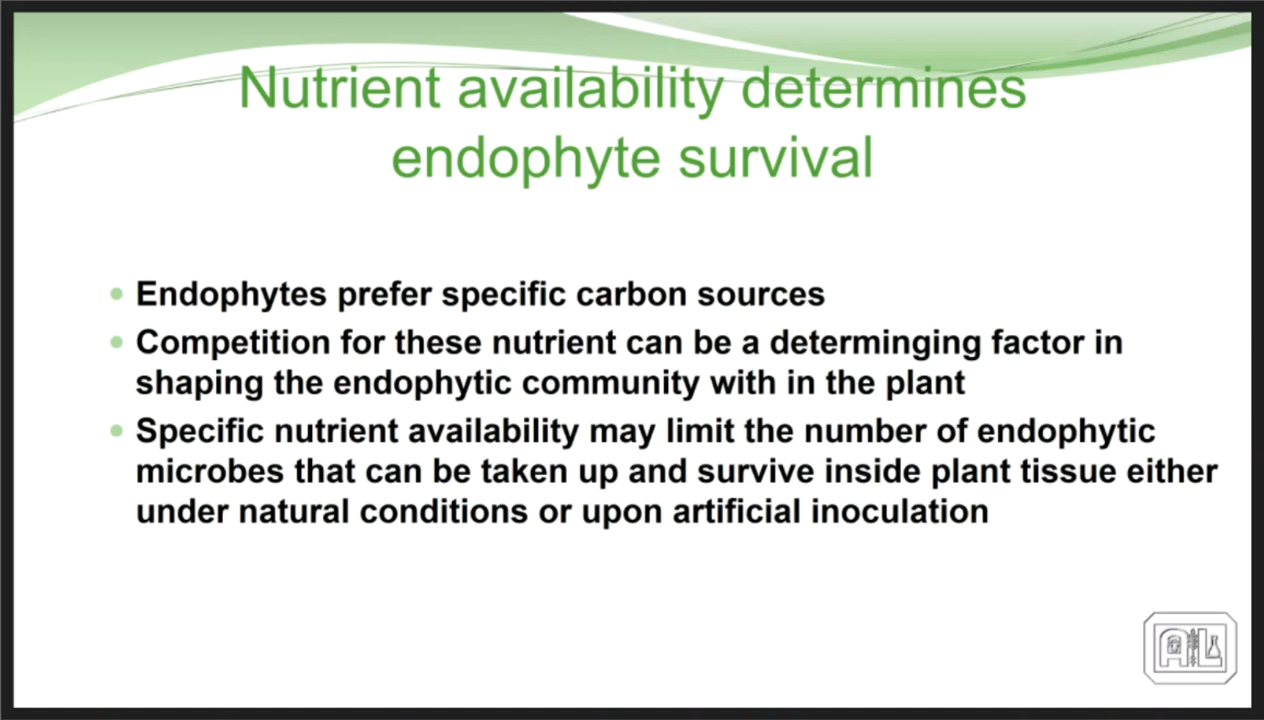 Nutrient availability determines
endophyte survival
Endophytes prefer specific carbon sources
Competition for these nutrient can be a determinging factor in
shaping the endophytic community with in the plant
Specific nutrient availability may limit the number of endophytic
microbes that can be taken up and survive inside plant tissue either
under natural conditions or upon artificial inoculation
AL